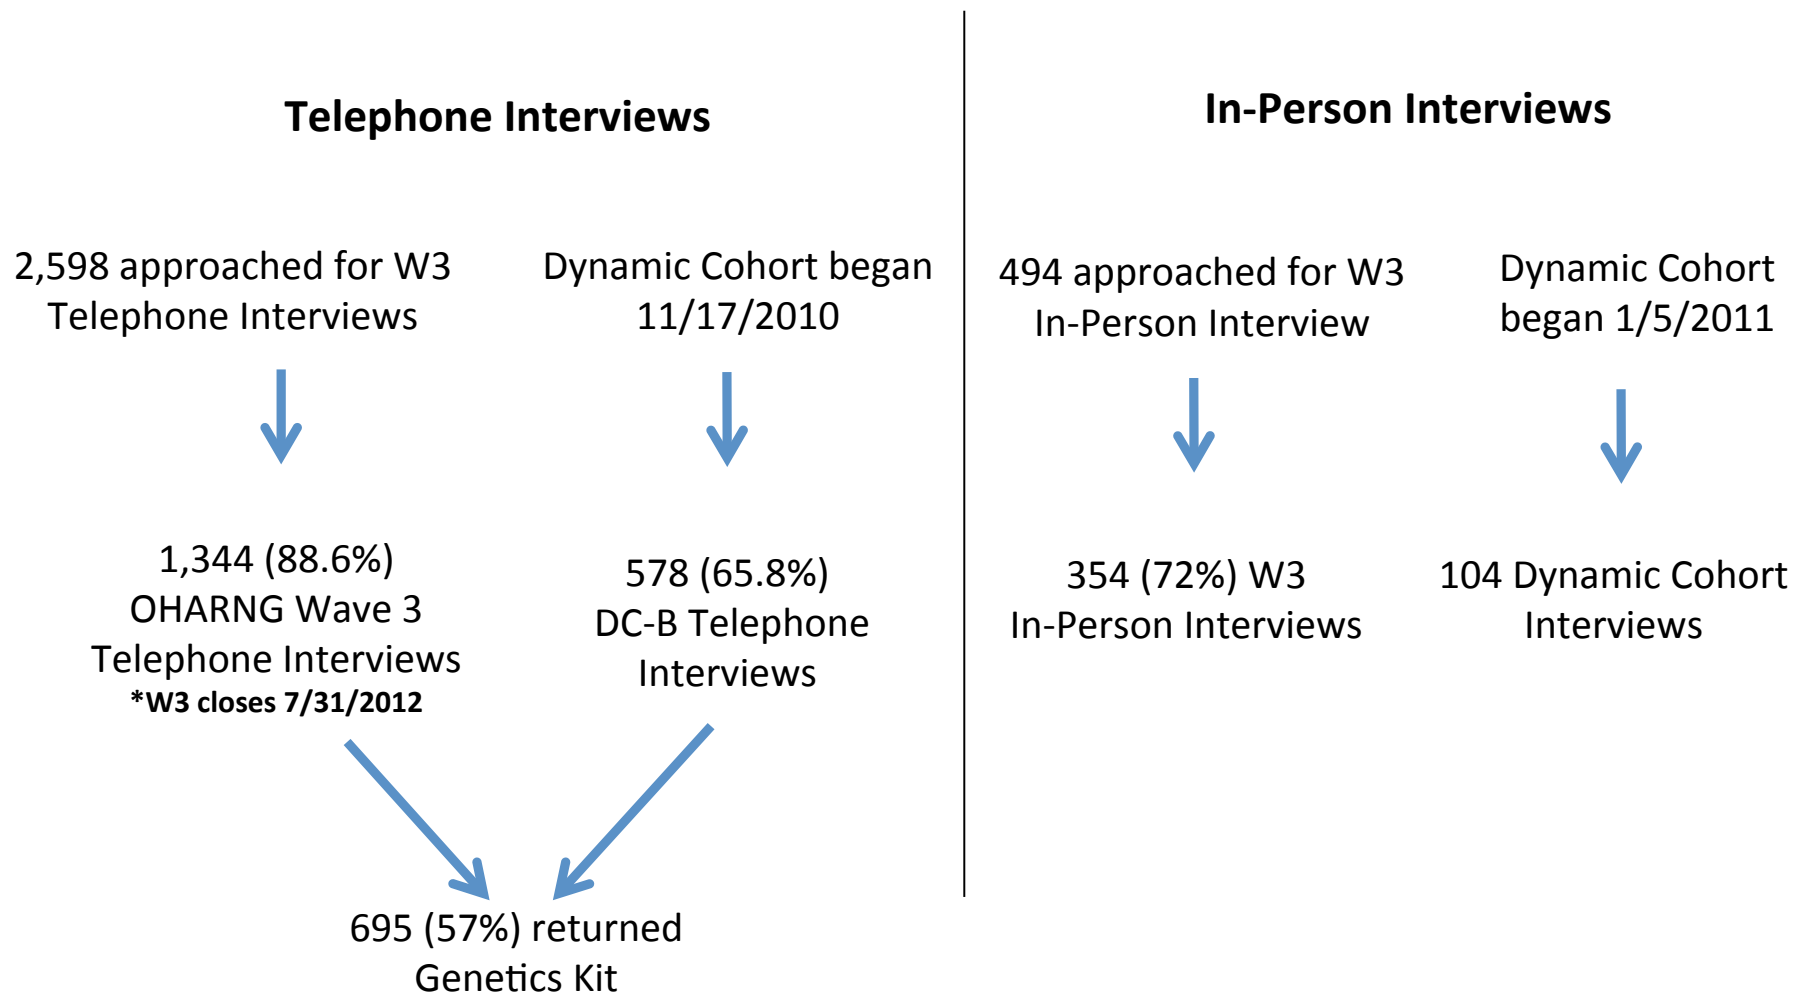 Telephone Interviews
2,598 approached for W3
Telephone Interviews
Dynamic Cohort began
11/17/2010
1,344 (88.6%)
OHARNG Wave 3
Telephone Interviews
*W3 closes 7/31/2012
578 (65.8%)
DC-B Telephone
Interviews
695 (57%) returned
Genetics Kit
In-Person Interviews
494 approached for W3
In-Person Interview
Dynamic Cohort
began 1/5/2011
354 (72%) W3
In-Person Interviews
104 Dynamic Cohort
Interviews